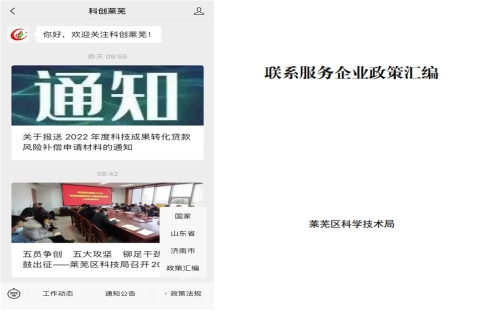 科创莱芜
你好，欢迎关注科创莱芜！
昨天 09:55
通知
关于报送 2022 年度科技成果转化贷款
风险补偿申请材料的通知
08:42
五员争创 五大攻坚 铆足干劲
鼓出征——莱芜区科技局召开20
国家
山东省
济南市
政策汇编
工作动态
通知公告
政策法规
联系服务企业政策汇编
莱芜区科学技术局